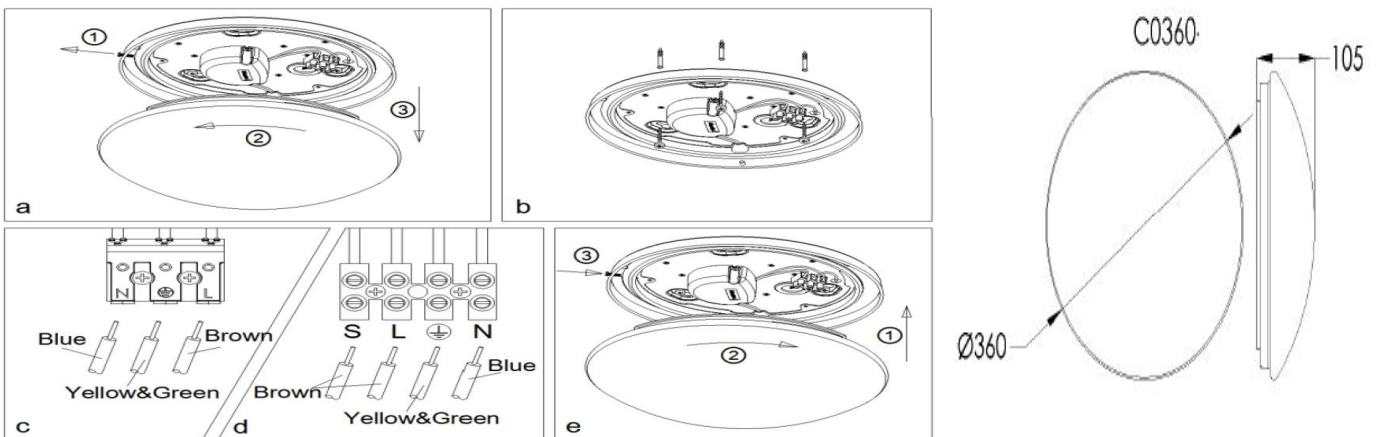 ①
②
③
a
b
N ⏚ L
Blue
Brown
Yellow&Green
c
S L ⏚ N
Blue
Brown
Yellow&Green
d
③
①
②
e
C0360
105
Ø360